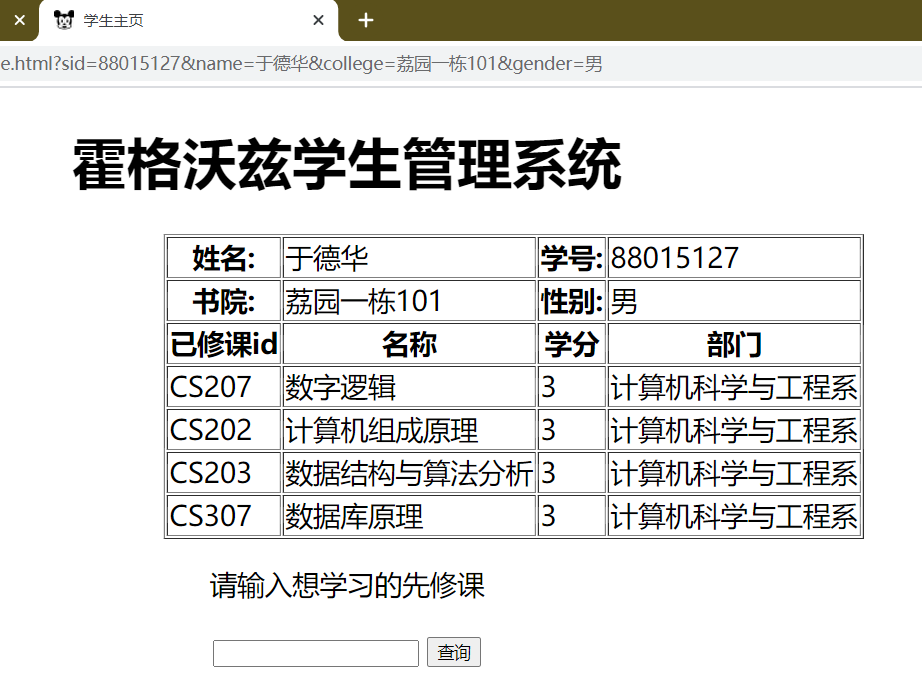 学生主页
e.html?sid=88015127&name=于德华&college=荔园一栋101&gender=男
霍格沃兹学生管理系统
姓名: 于德华 学号: 88015127
书院: 荔园一栋101 性别: 男
已修课id 名称 学分 部门
CS207 数字逻辑 3 计算机科学与工程系
CS202 计算机组成原理 3 计算机科学与工程系
CS203 数据结构与算法分析 3 计算机科学与工程系
CS307 数据库原理 3 计算机科学与工程系
请输入想学习的先修课
查询